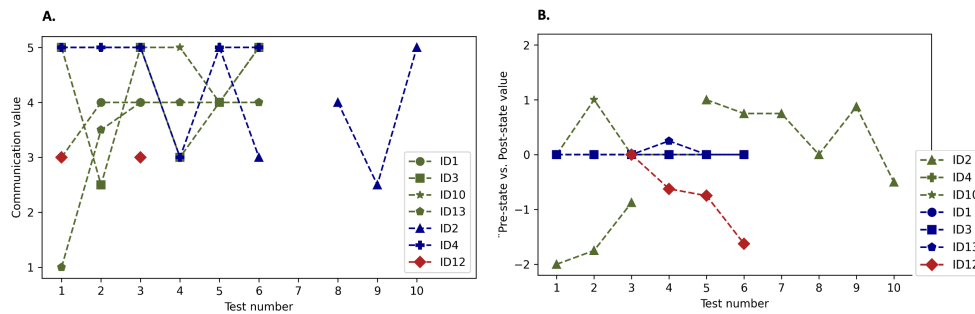 A.
Communication value
5
4
3
2
1
1 2 3 4 5 6 7 8 9 10
Test number
ID1
ID3
ID10
ID13
ID2
ID4
ID12
B.
¨Pre-state vs. Post-state value
2
1
0
−1
−2
1 2 3 4 5 6 7 8 9 10
Test number
ID2
ID4
ID10
ID1
ID3
ID13
ID12